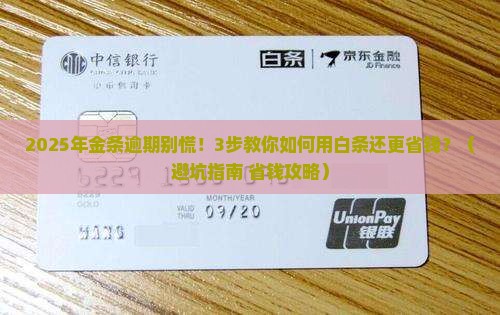 中信银行
白条
京东金融
JD Finance
2025年金条逾期别慌！3步教你如何用白条还更省钱？（
避坑指南 省钱攻略）
VALID
THRU
09/20
WANG
UnionPay
银联